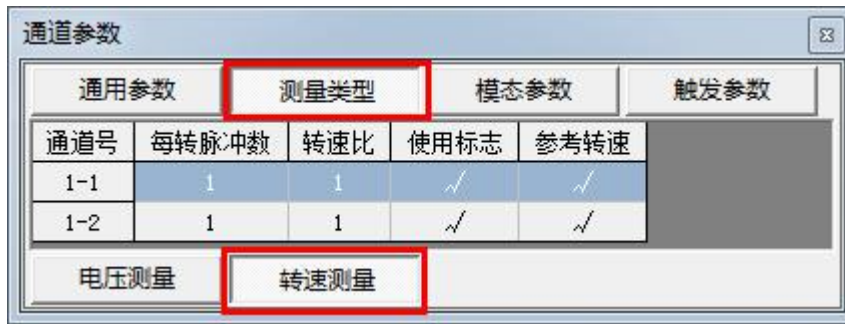 通道参数
通用参数 测量类型 模态参数 触发参数
通道号 每转脉冲数 转速比 使用标志 参考转速
1-1 1 1 √ √
1-2 1 1 √ √
电压测量 转速测量